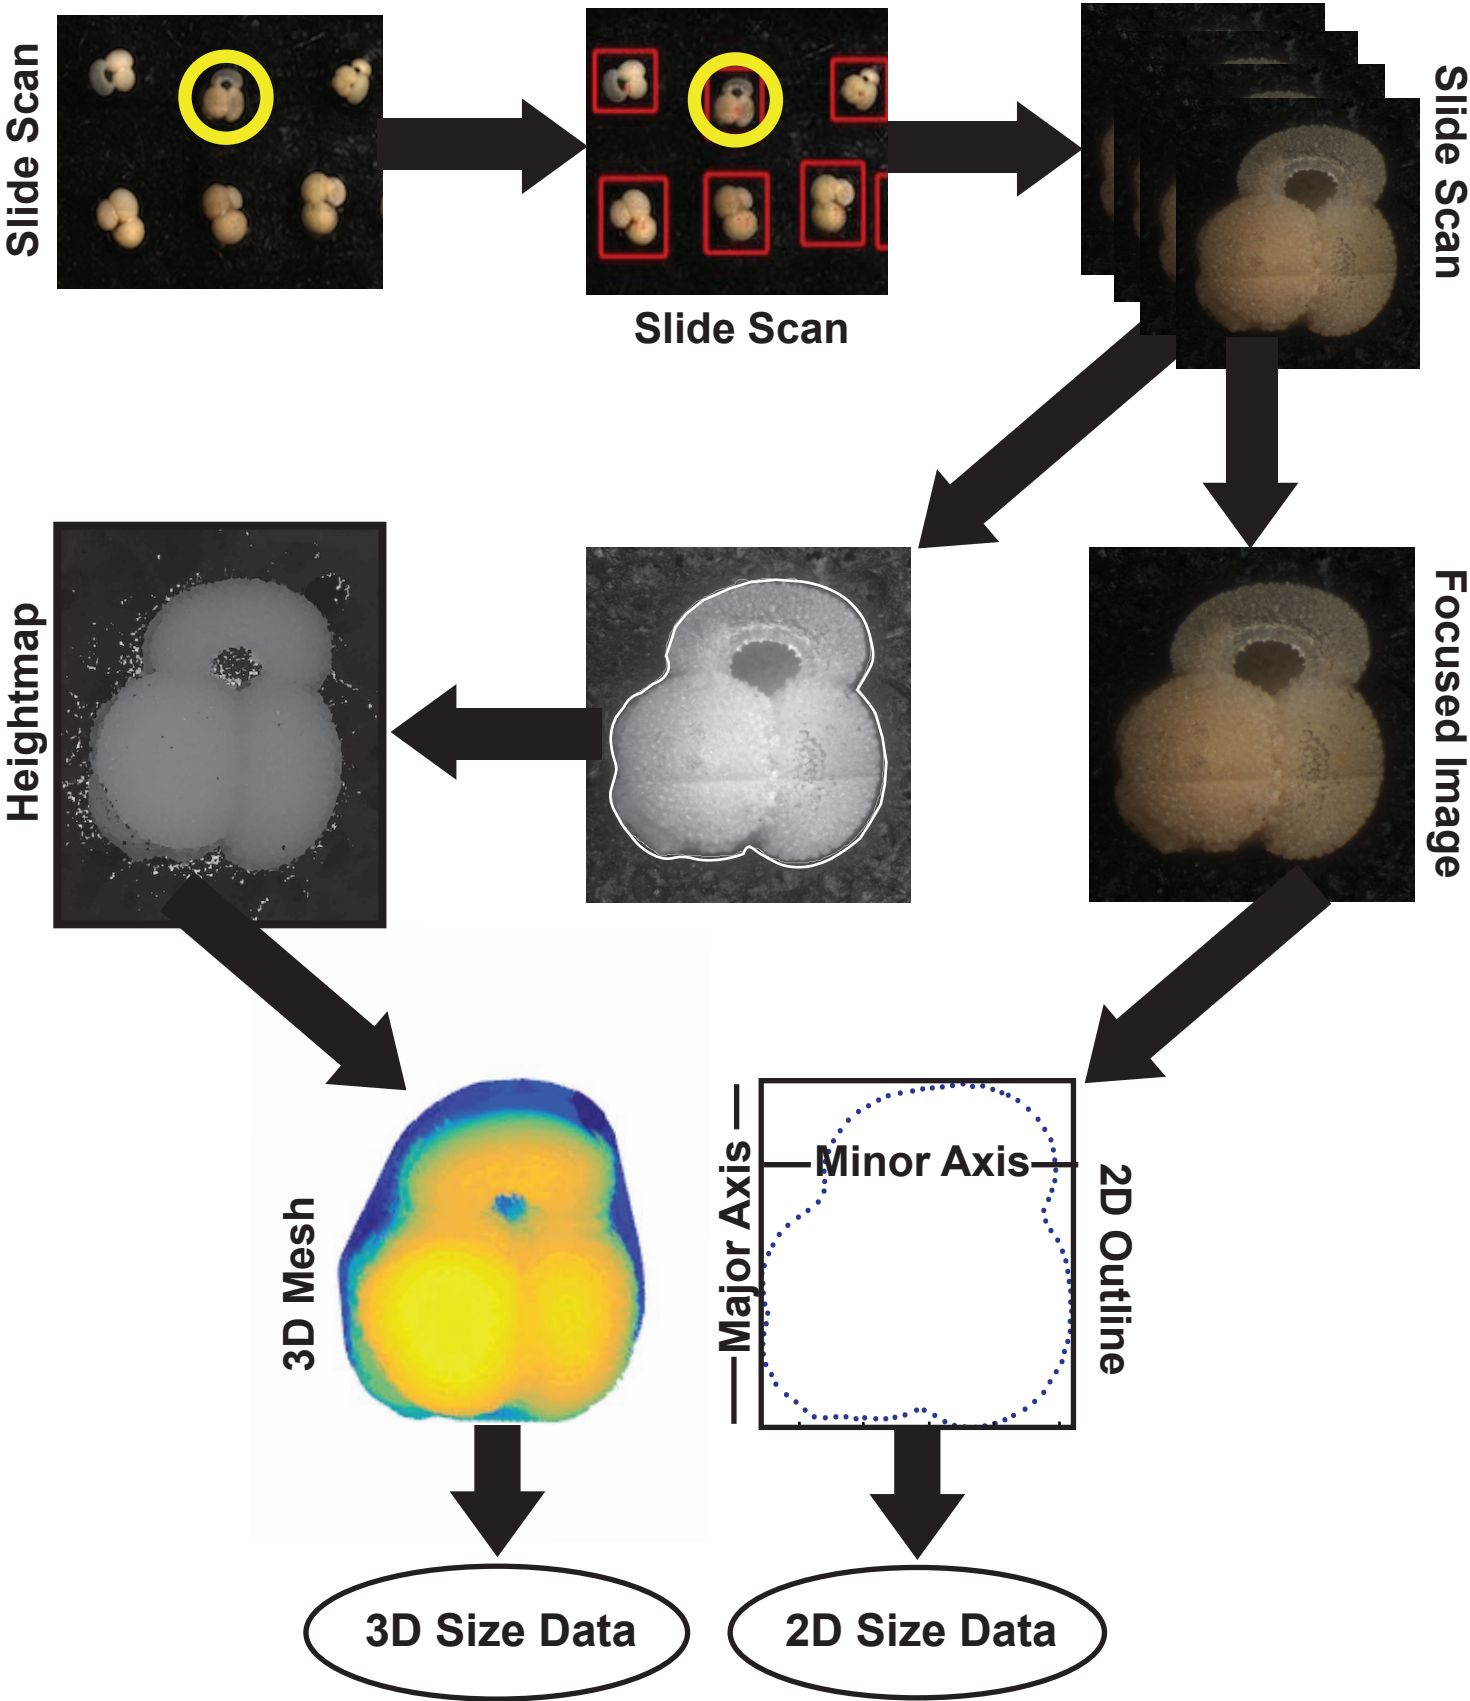 Slide Scan
Slide Scan
Slide Scan
Heightmap
Focused Image
3D Mesh
Major Axis
Minor Axis
2D Outline
3D Size Data
2D Size Data